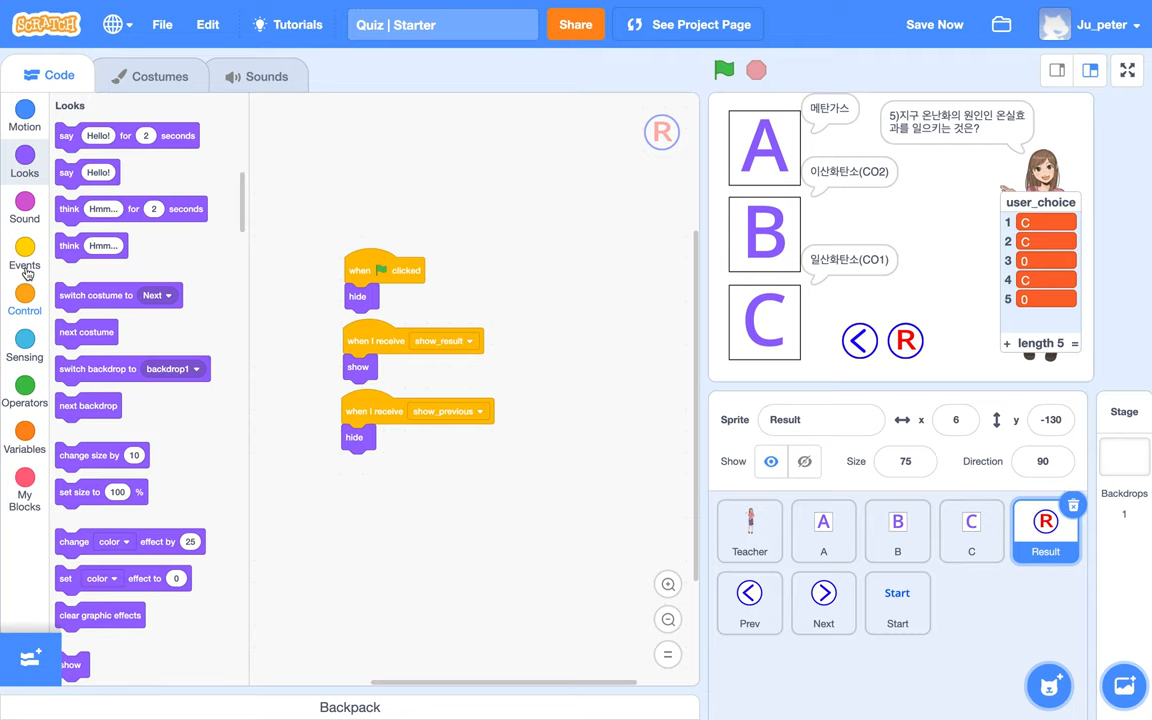 SCRATCH
File
Edit
Tutorials
Quiz | Starter
Share
See Project Page
Save Now
Ju_peter
Code
Costumes
Sounds
Motion
Looks
Sound
Events
Control
Sensing
Operators
Variables
My
Blocks
Looks
say Hello! for 2 seconds
say Hello!
think Hmm... for 2 seconds
think Hmm...
switch costume to Next
next costume
switch backdrop to backdrop1
next backdrop
change size by 10
set size to 100 %
change color effect by 25
set color effect to 0
clear graphic effects
show
R
when clicked
hide
when I receive show_result
show
when I receive show_previous
hide
Backpack
A
메탄가스
5)지구 온난화의 원인인 온실효
과를 일으키는 것은?
이산화탄소(CO2)
B
일산화탄소(CO1)
C
< R
user_choice
1 C
2 C
3 0
4 C
5 0
+ length 5 =
Sprite Result x 6 y -130
Show Size 75 Direction 90
Teacher
A
A
B
B
C
C
R
Result
<
Prev
>
Next
Start
Start
Stage
Backdrops
1